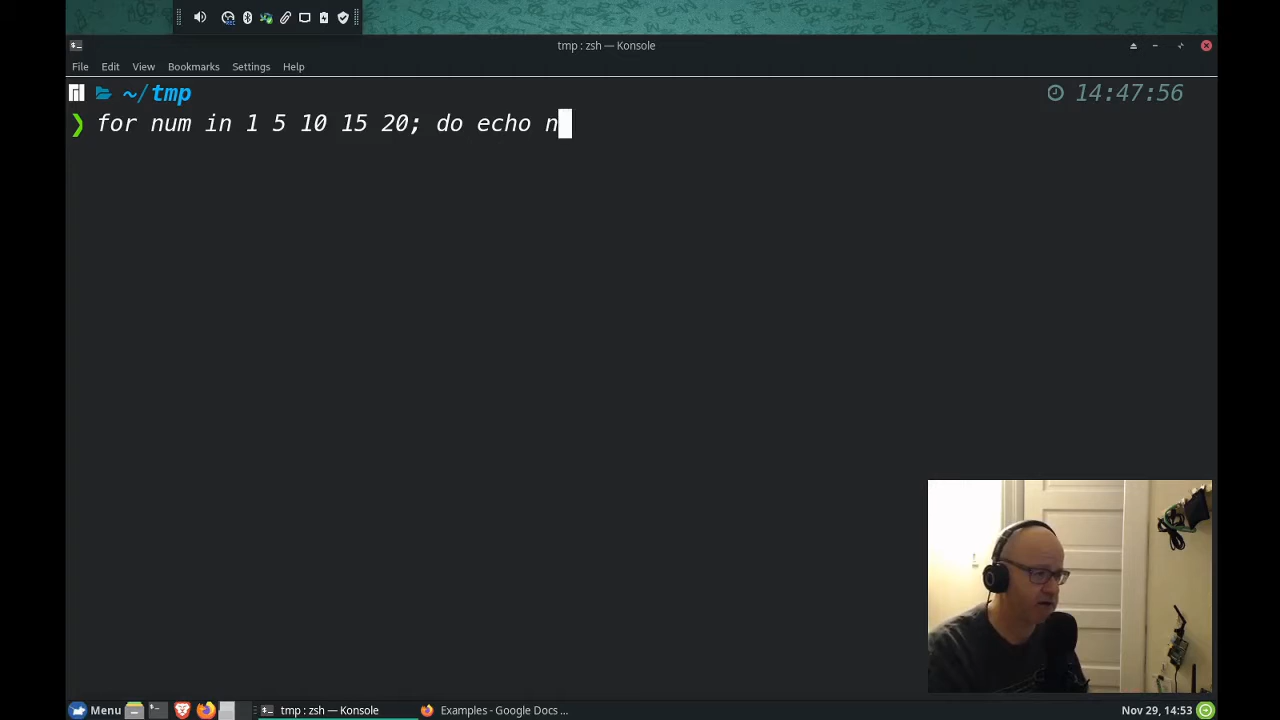 tmp : zsh — Konsole
File Edit View Bookmarks Settings Help
~/tmp 14:47:56
❯ for num in 1 5 10 15 20; do echo n
Menu tmp : zsh — Konsole Examples - Google Docs ... Nov 29, 14:53